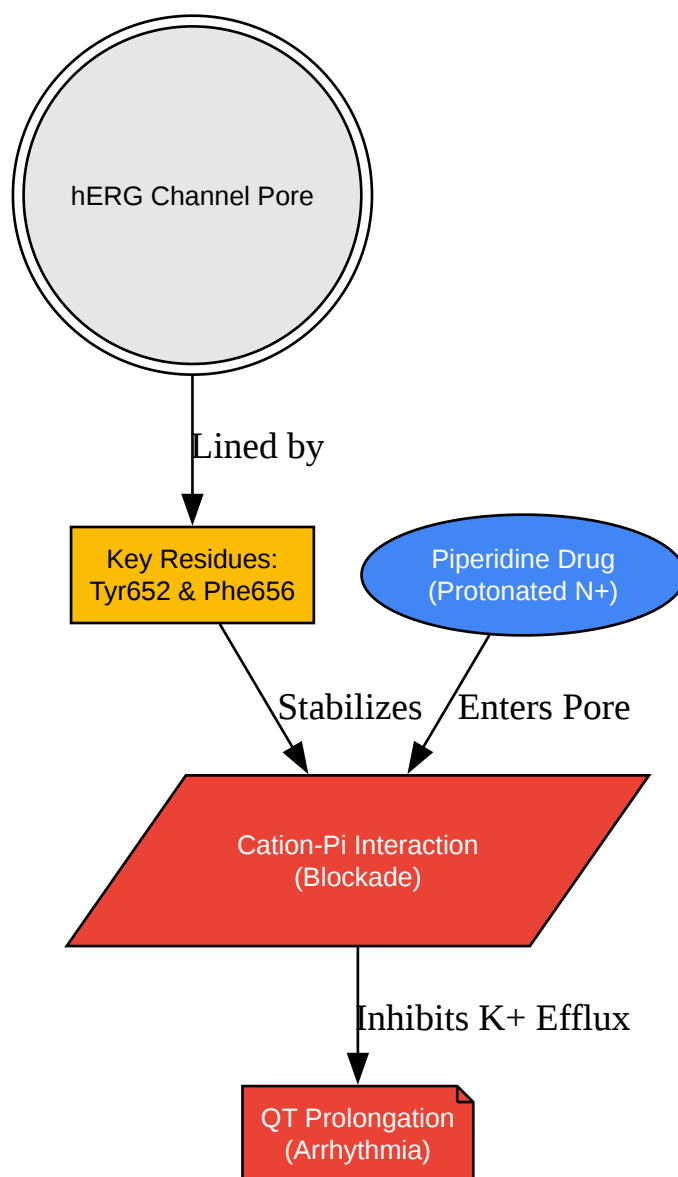 hERG Channel Pore
Lined by
Key Residues:
Tyr652 & Phe656
Piperidine Drug
(Protonated N+)
Stabilizes
Enters Pore
Cation-Pi Interaction
(Blockade)
Inhibits K+ Efflux
QT Prolongation
(Arrhythmia)